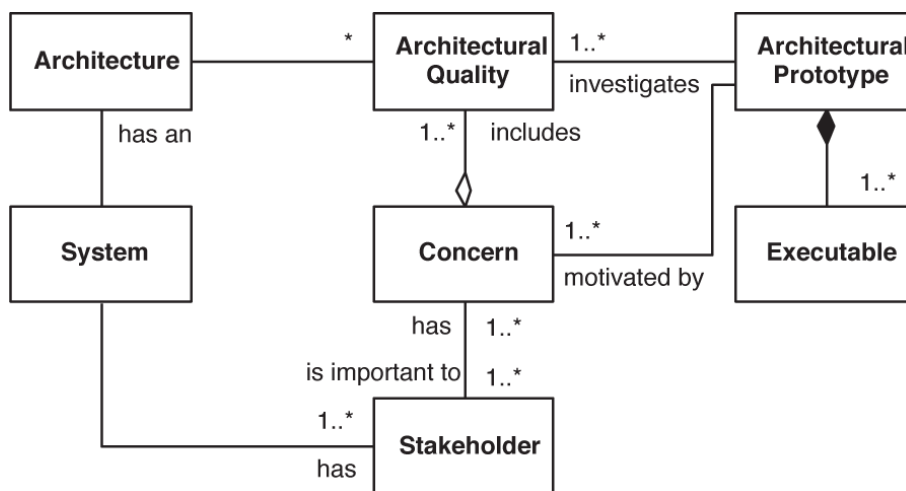 Architecture
*
Architectural
Quality
1..*
investigates
Architectural
Prototype
has an
1..*
includes
1..*
System
Concern
1..*
motivated by
Executable
has
1..*
is important to
1..*
1..*
has
Stakeholder